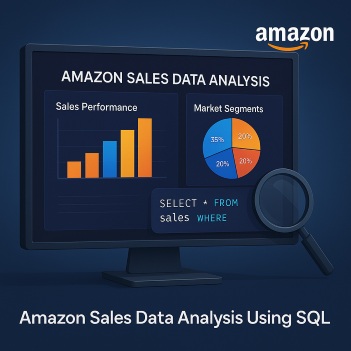 amazon
AMAZON SALES DATA ANALYSIS
Sales Performance
Market Segments
35%
20%
20%
20%
SELECT * FROM
sales WHERE
Amazon Sales Data Analysis Using SQL